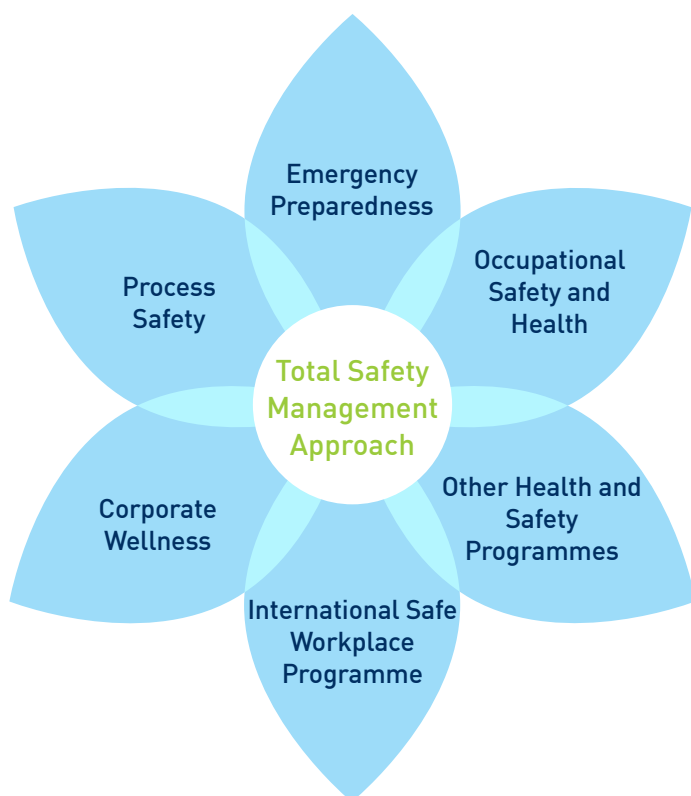 Emergency
Preparedness
Occupational
Safety and
Health
Process
Safety
Total Safety
Management
Approach
Other Health and
Safety
Programmes
Corporate
Wellness
International Safe
Workplace
Programme